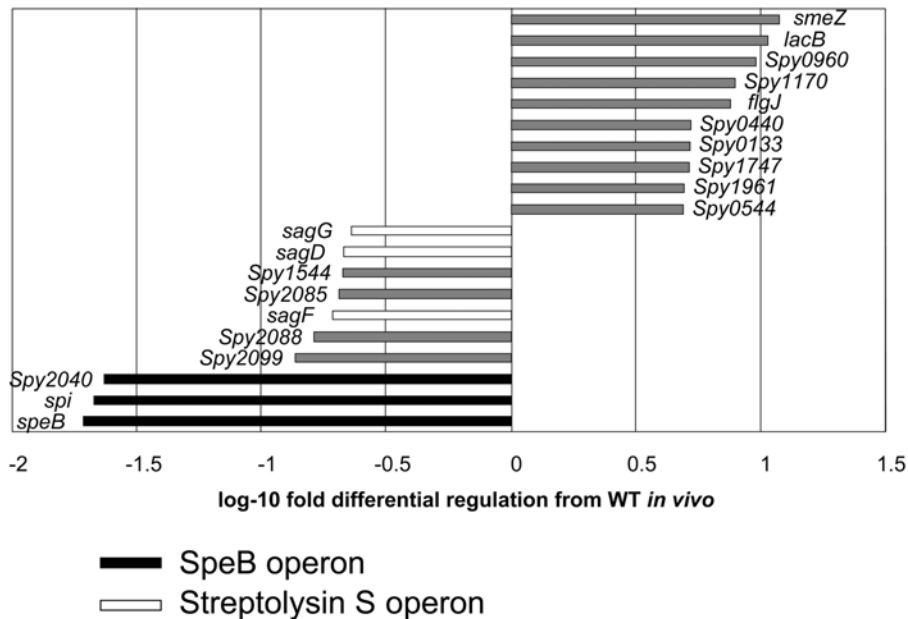 smeZ
lacB
Spy0960
Spy1170
flgJ
Spy0440
Spy0133
Spy1747
Spy1961
Spy0544
sagG
sagD
Spy1544
Spy2085
sagF
Spy2088
Spy2099
Spy2040
spi
speB
-2 -1.5 -1 -0.5 0 0.5 1 1.5
log-10 fold differential regulation from WT in vivo
SpeB operon
Streptolysin S operon